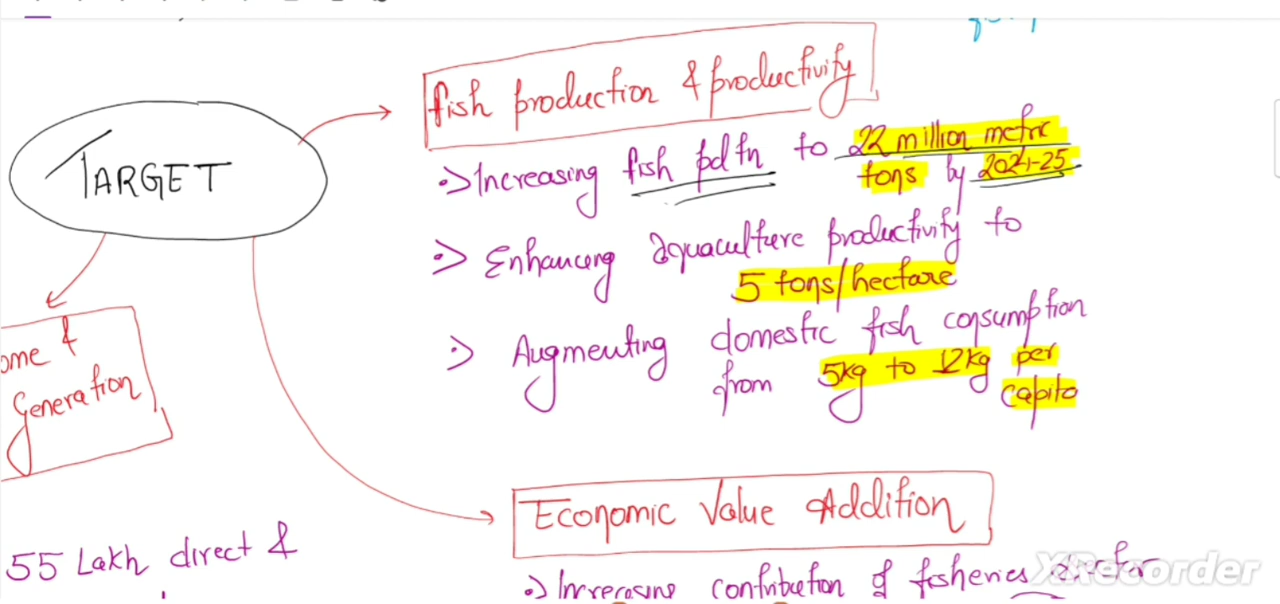 TARGET
fish production & productivity
•> Increasing fish pdtn to 22 million metric
tons by 2024-25
•> Enhancing aquaculture productivity to
5 tons/hectare
•> Augmenting domestic fish consumption
from 5kg to 12kg per
capita
ome &
Generation
Economic Value Addition
55 Lakh direct &
•> Increasing contribution of fisheries
XRecorder